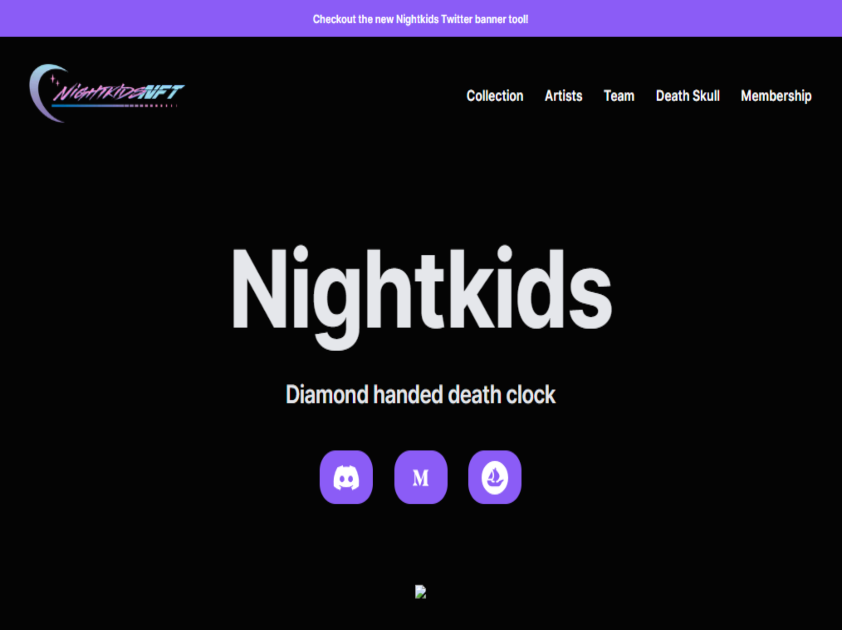 Checkout the new Nightkids Twitter banner tool!
NIGHTKIDSNFT
Collection Artists Team Death Skull Membership
Nightkids
Diamond handed death clock
M